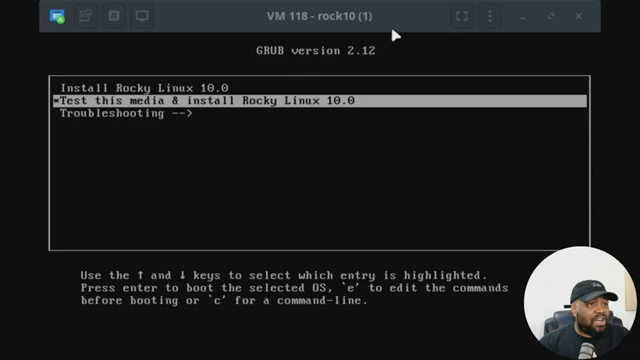 VM 118 - rock10 (1)
GRUB version 2.12
Install Rocky Linux 10.0
*Test this media & install Rocky Linux 10.0
Troubleshooting -->
Use the ↑ and ↓ keys to select which entry is highlighted.
Press enter to boot the selected OS, `e' to edit the commands
before booting or `c' for a command-line.